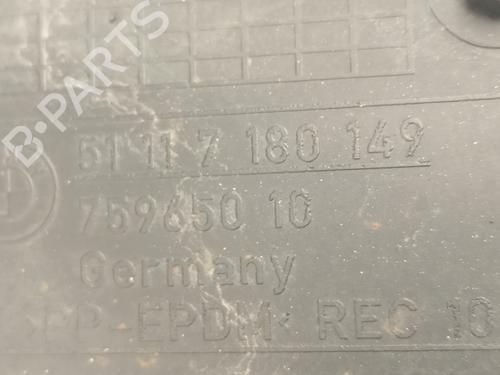 B-PARTS
51 11 7 180 149
759650 10
Germany
>PP-EPDM< REC 10